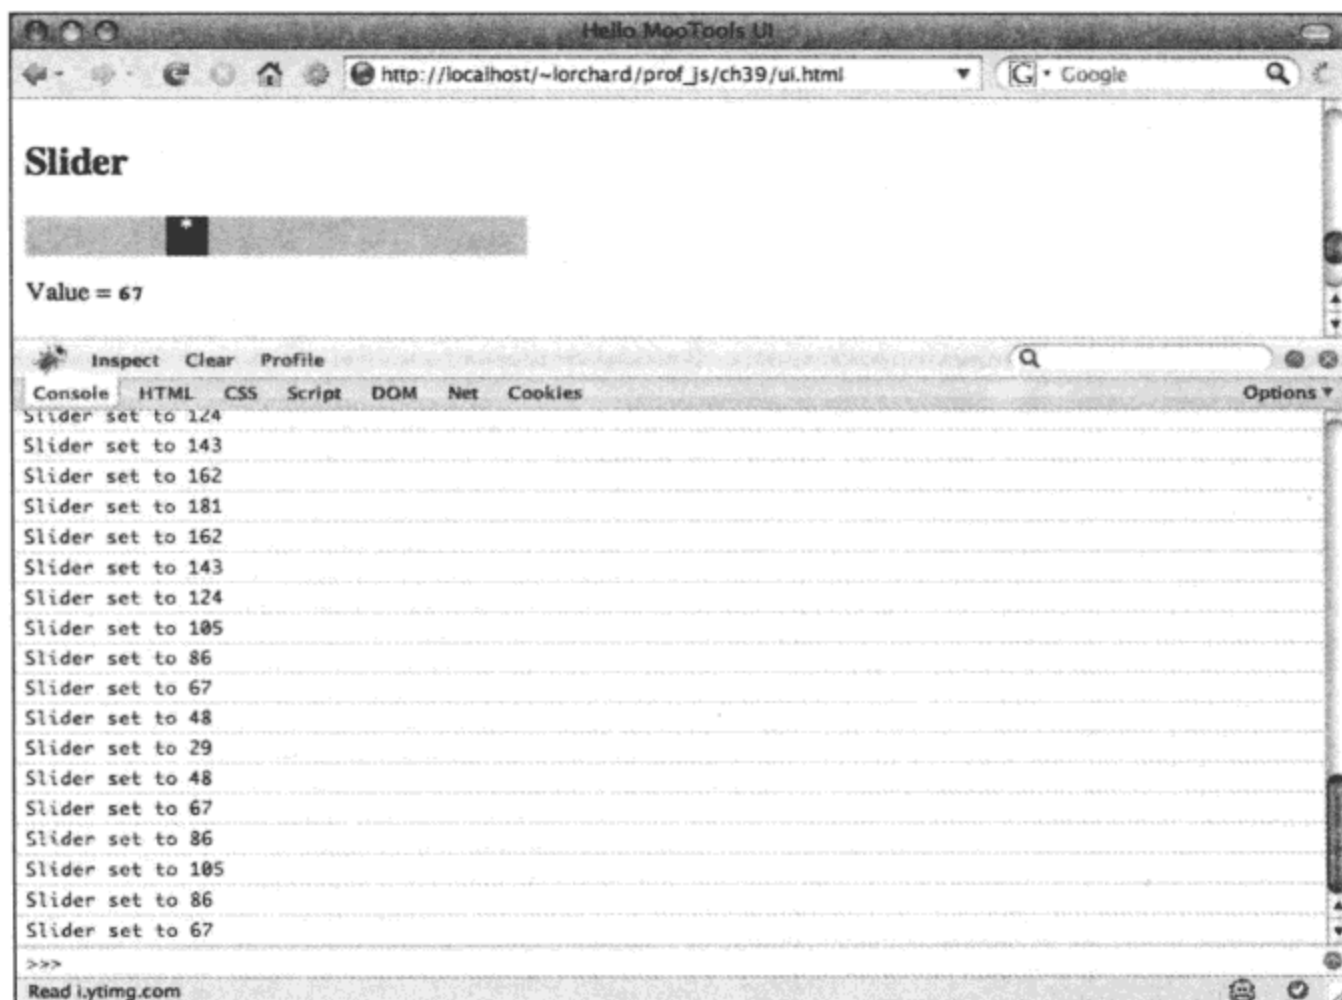 Hello MooTools UI
http://localhost/~lorchard/prof_js/ch39/ui.html
G Google
Slider
*
Value = 67
Inspect Clear Profile
Console HTML CSS Script DOM Net Cookies Options
Slider set to 124
Slider set to 143
Slider set to 162
Slider set to 181
Slider set to 162
Slider set to 143
Slider set to 124
Slider set to 105
Slider set to 86
Slider set to 67
Slider set to 48
Slider set to 29
Slider set to 48
Slider set to 67
Slider set to 86
Slider set to 105
Slider set to 86
Slider set to 67
>>>
Read i.ytimg.com